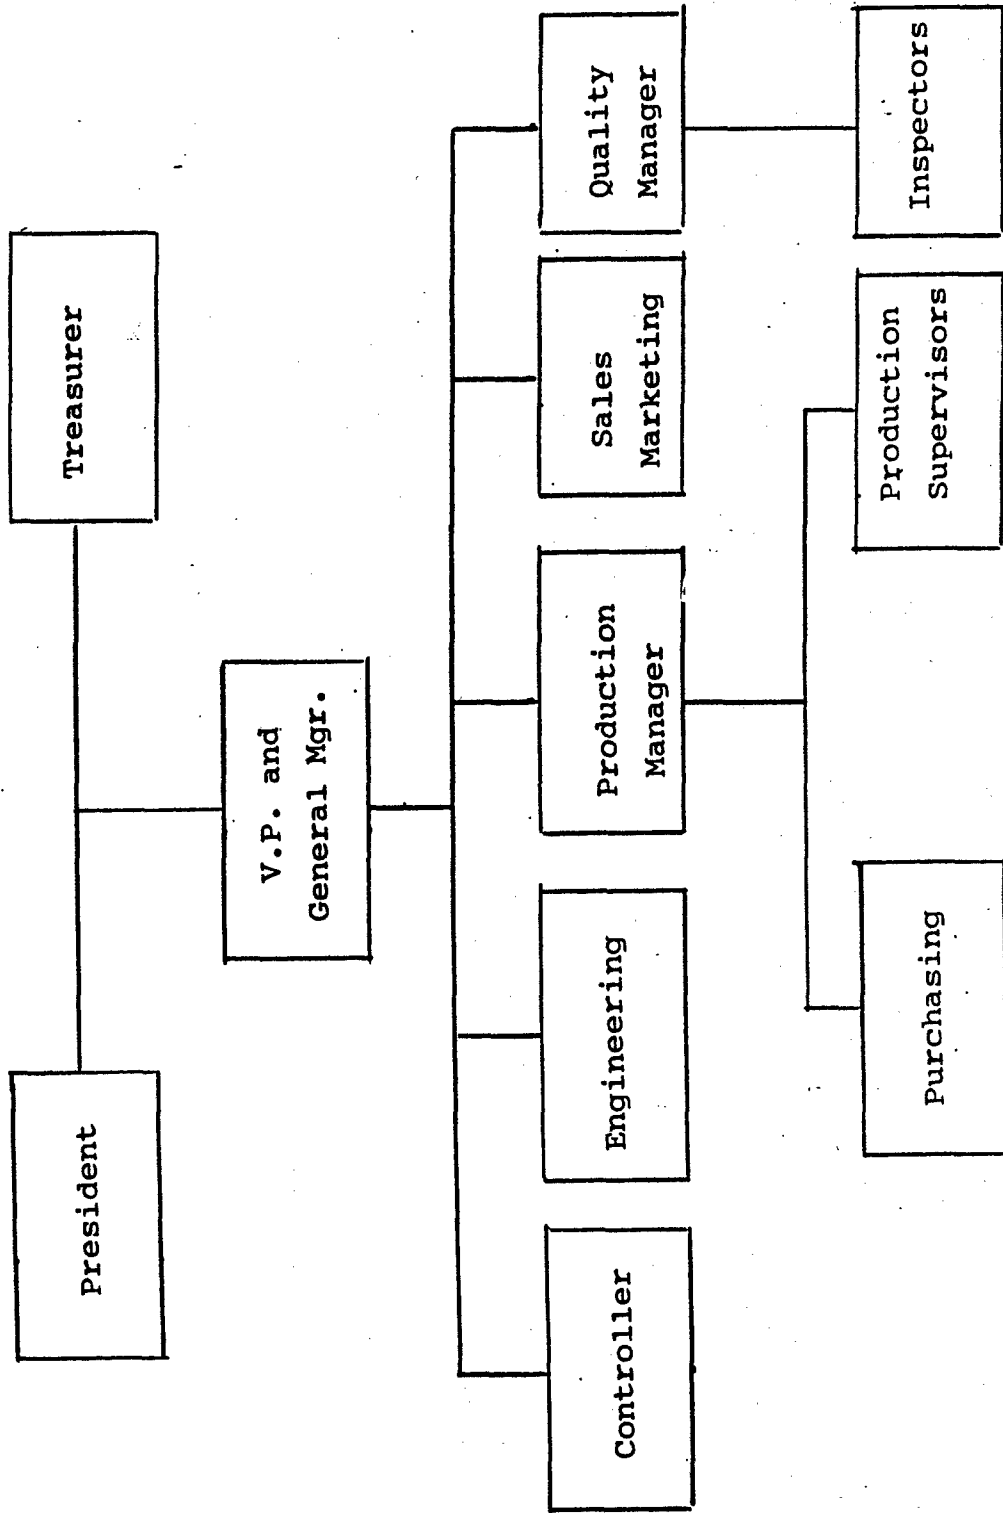 President
Treasurer
V.P. and
General Mgr.
Controller
Engineering
Production
Manager
Sales
Marketing
Quality
Manager
Purchasing
Production
Supervisors
Inspectors